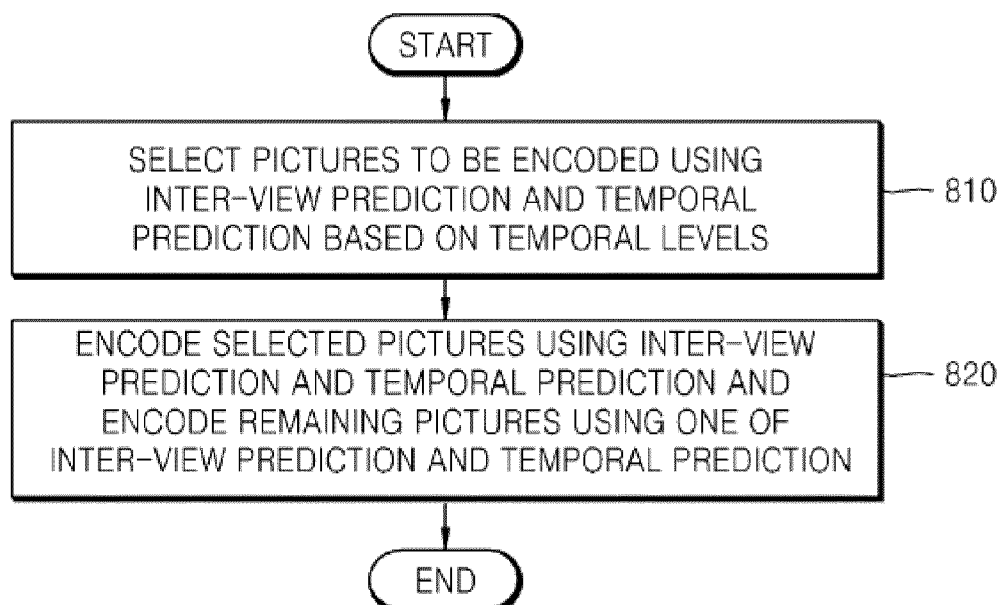 START
SELECT PICTURES TO BE ENCODED USING
INTER-VIEW PREDICTION AND TEMPORAL
PREDICTION BASED ON TEMPORAL LEVELS
810
ENCODE SELECTED PICTURES USING INTER-VIEW
PREDICTION AND TEMPORAL PREDICTION AND
ENCODE REMAINING PICTURES USING ONE OF
INTER-VIEW PREDICTION AND TEMPORAL PREDICTION
820
END